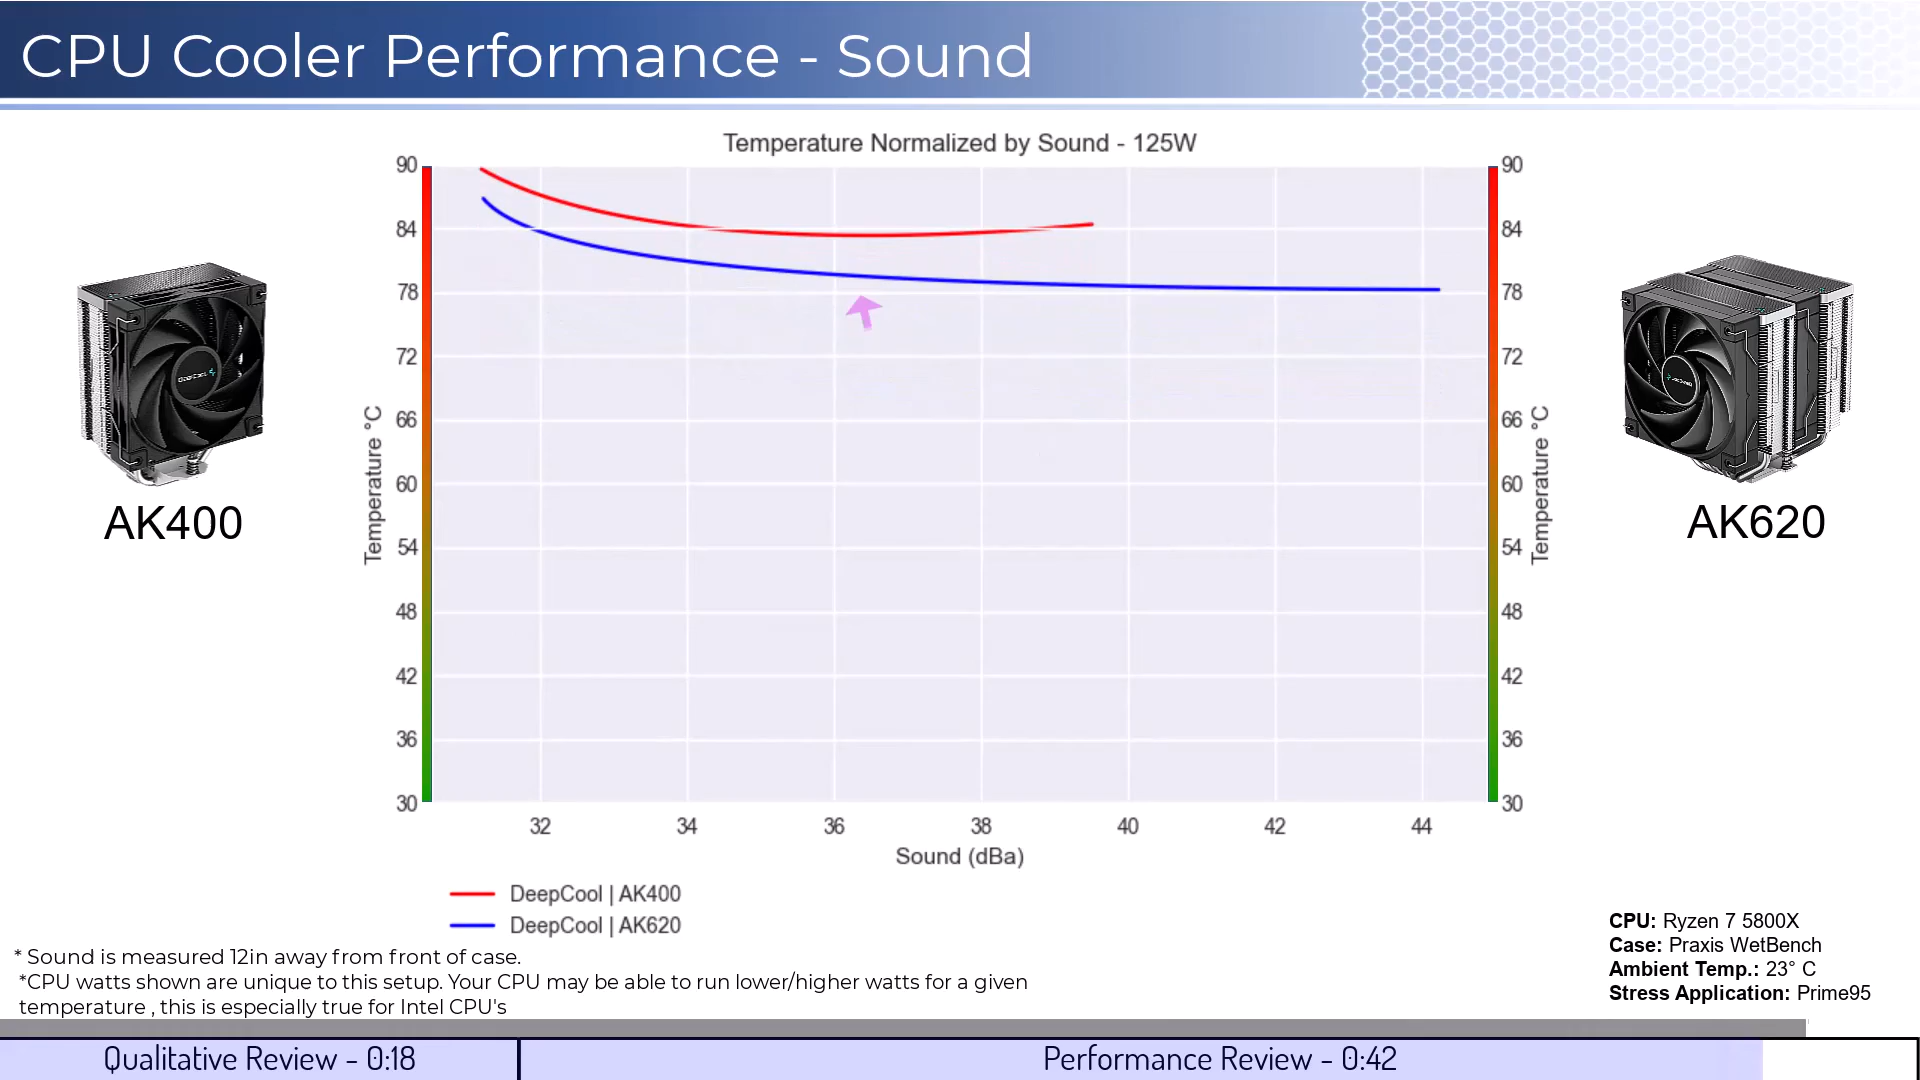 CPU Cooler Performance - Sound
Temperature Normalized by Sound - 125W
90
84
78
72
66
60
54
48
42
36
30
Temperature °C
90
84
78
72
66
60
54
48
42
36
30
Temperature °C
32 34 36 38 40 42 44
Sound (dBa)
AK400
AK620
DeepCool | AK400
DeepCool | AK620
* Sound is measured 12in away from front of case.
*CPU watts shown are unique to this setup. Your CPU may be able to run lower/higher watts for a given
temperature , this is especially true for Intel CPU's
CPU: Ryzen 7 5800X
Case: Praxis WetBench
Ambient Temp.: 23° C
Stress Application: Prime95
Qualitative Review - 0:18
Performance Review - 0:42